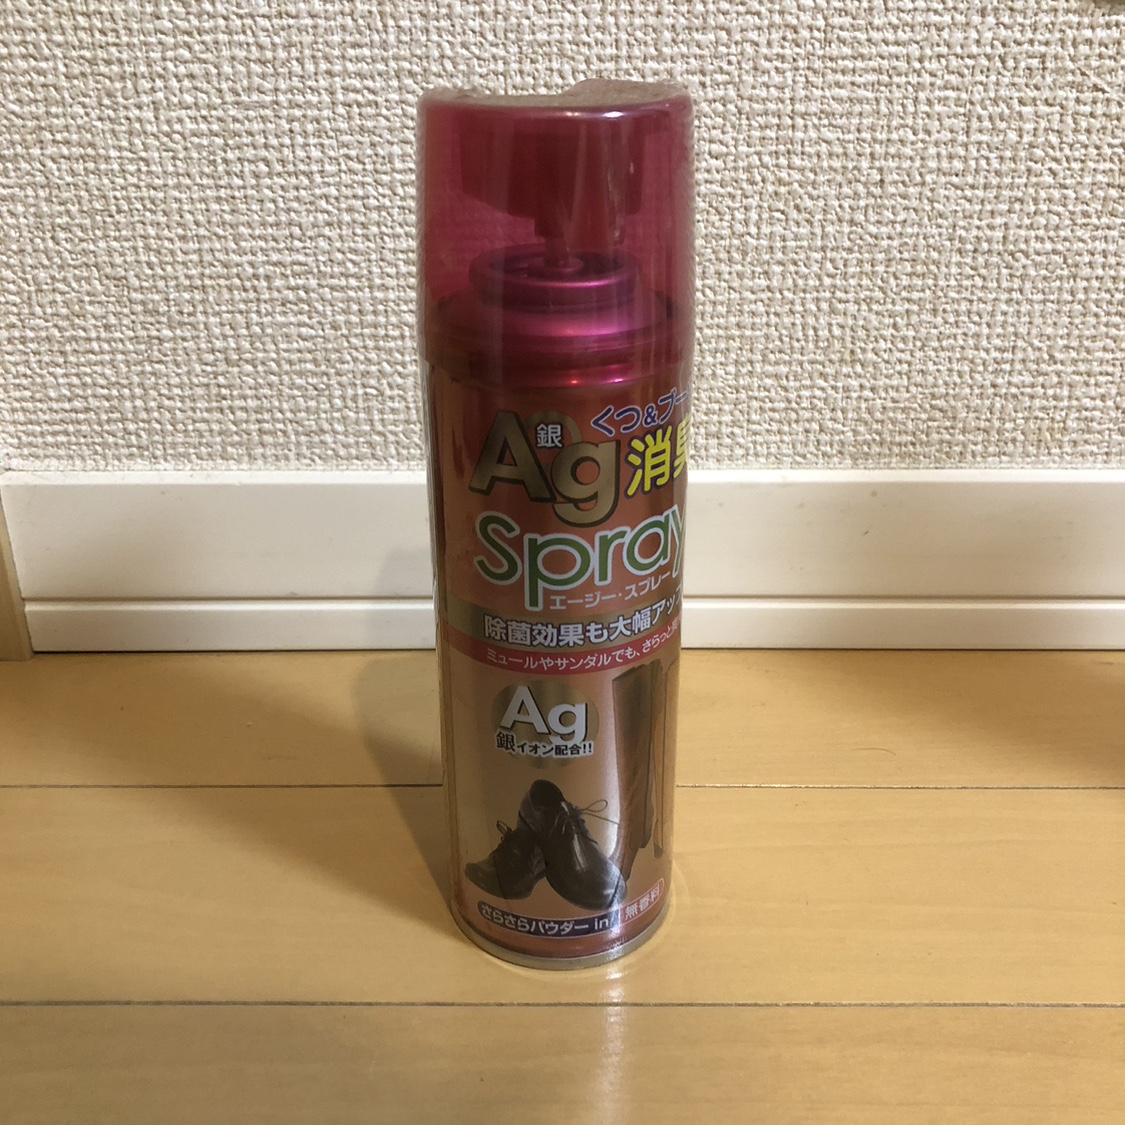 くつ&ブー
銀
Ag 消臭
Spray
エージー・スプレー
除菌効果も大幅アップ
ミュールやサンダルでも、さらっと
Ag
銀イオン配合!!
さらさらパウダー in 無香料